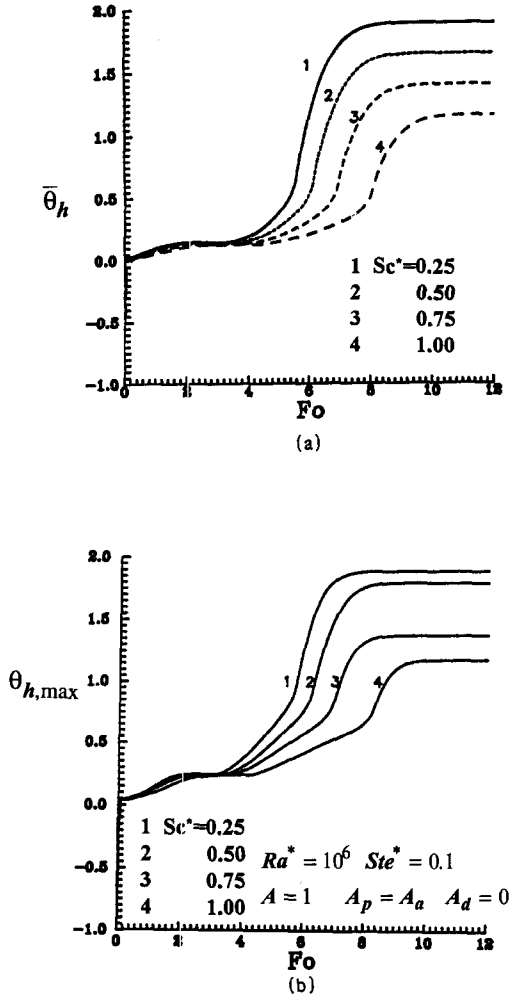 2.0
1.5
1.0
0.5
0.0
−0.5
−1.0
θ̄h
1
2
3
4
1 Sc*=0.25
2 0.50
3 0.75
4 1.00
0 2 4 6 8 10 12
Fo
(a)
2.0
1.5
1.0
0.5
0.0
−0.5
−1.0
θh,max
1 2 3 4
1 Sc*=0.25
2 0.50
3 0.75
4 1.00
Ra* = 10⁶ Ste* = 0.1
A = 1 Ap = Aa Ad = 0
0 2 4 6 8 10 12
Fo
(b)